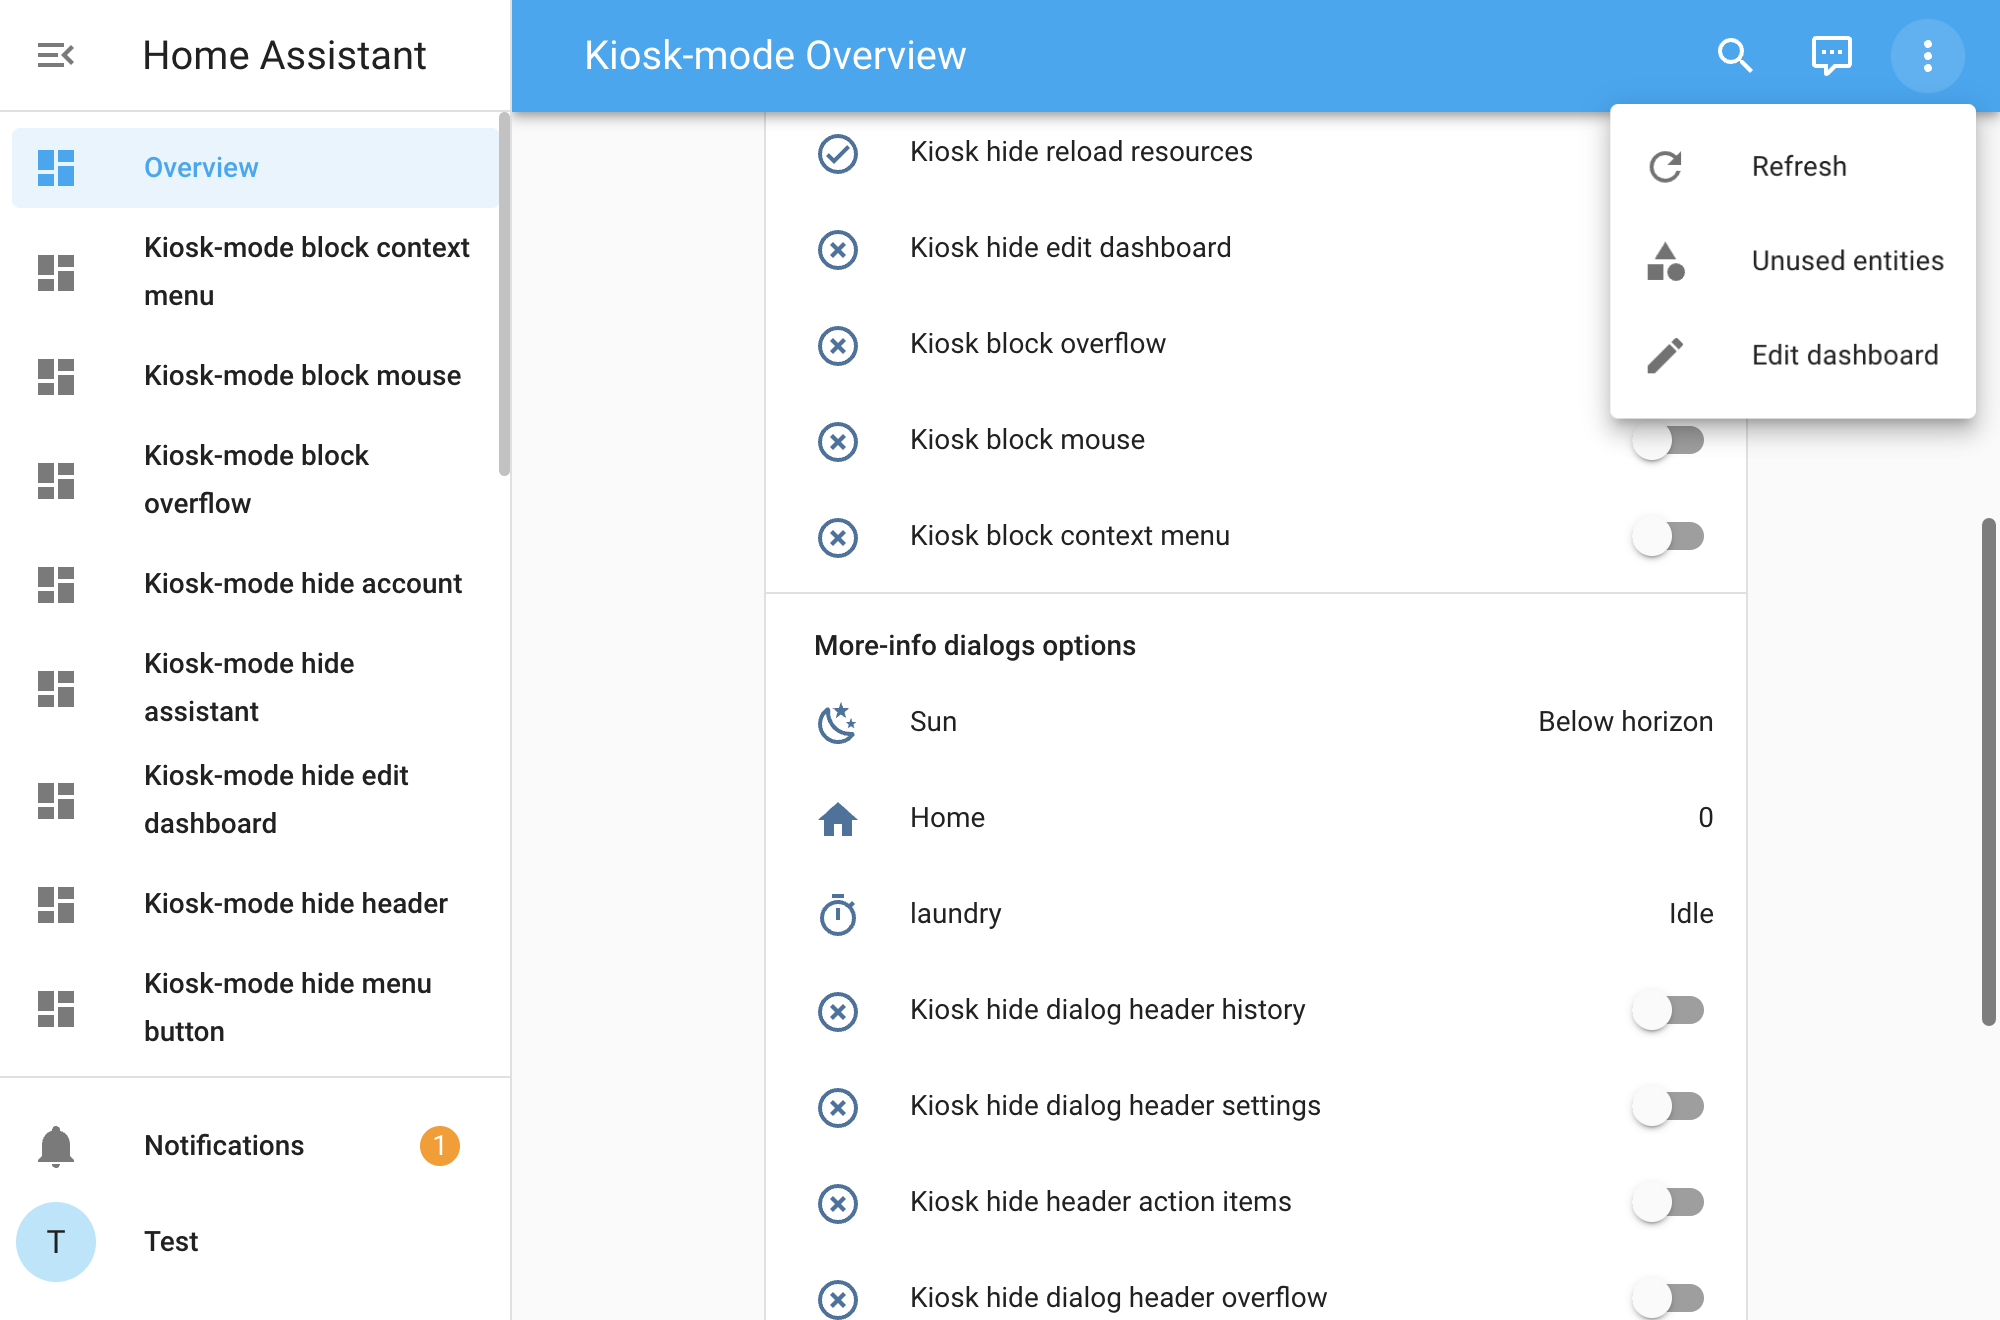 Home Assistant
Kiosk-mode Overview
Overview
Kiosk-mode block context
menu
Kiosk-mode block mouse
Kiosk-mode block
overflow
Kiosk-mode hide account
Kiosk-mode hide
assistant
Kiosk-mode hide edit
dashboard
Kiosk-mode hide header
Kiosk-mode hide menu
button
Notifications
1
T
Test
Kiosk hide reload resources
Kiosk hide edit dashboard
Kiosk block overflow
Kiosk block mouse
Kiosk block context menu
More-info dialogs options
Sun
Below horizon
Home
0
laundry
Idle
Kiosk hide dialog header history
Kiosk hide dialog header settings
Kiosk hide header action items
Kiosk hide dialog header overflow
Refresh
Unused entities
Edit dashboard